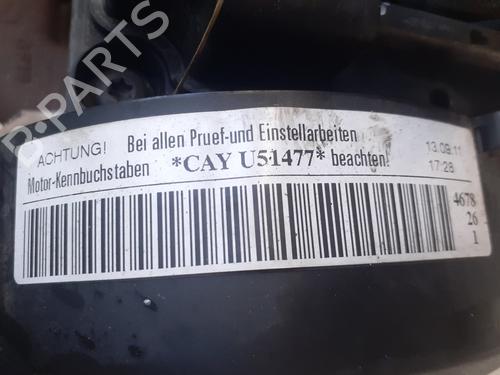 D-PARTS
ACHTUNG! Bei allen Pruef-und Einstellarbeiten 13.09.11
Motor-Kennbuchstaben *CAY U51477* beachten! 17:28
4678
26
1